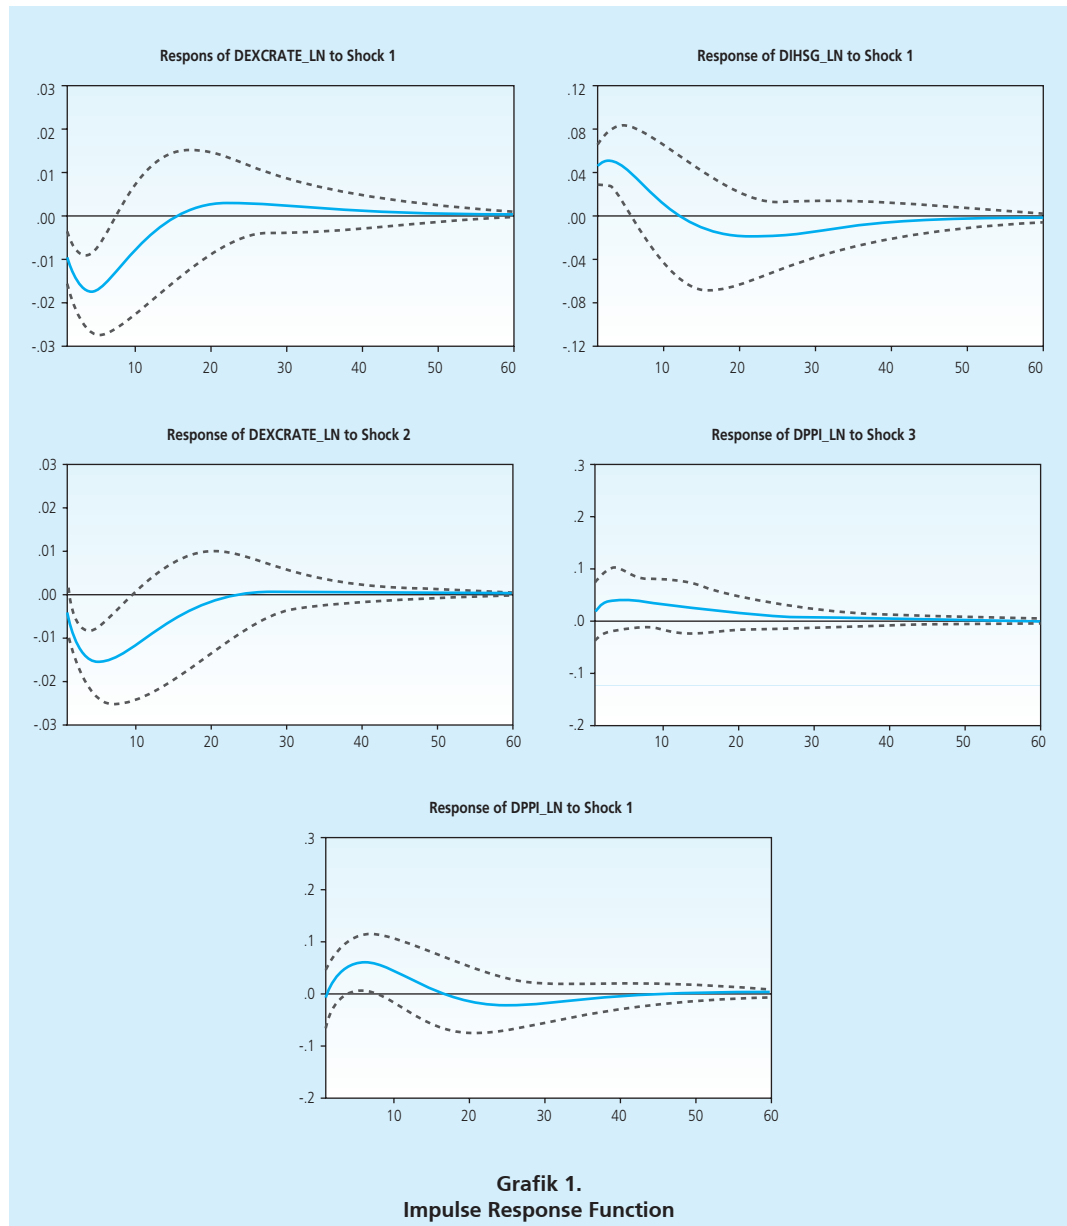 Respons of DEXCRATE_LN to Shock 1
.03
.02
.01
.00
-.01
-.02
-.03
10 20 30 40 50 60
Response of DIHSG_LN to Shock 1
.12
.08
.04
.00
-.04
-.08
-.12
10 20 30 40 50 60
Response of DEXCRATE_LN to Shock 2
.03
.02
.01
.00
-.01
-.02
-.03
10 20 30 40 50 60
Response of DPPI_LN to Shock 3
.3
.2
.1
.0
-.1
-.2
10 20 30 40 50 60
Response of DPPI_LN to Shock 1
.3
.2
.1
.0
-.1
-.2
10 20 30 40 50 60
Grafik 1.
Impulse Response Function